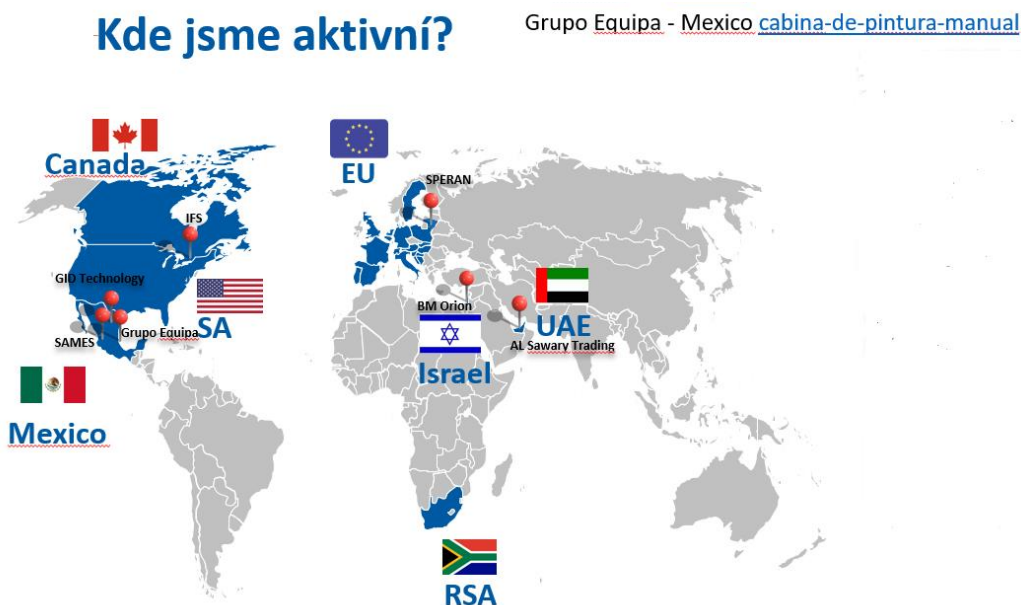 Kde jsme aktivní?
Grupo Equipa - Mexico cabina-de-pintura-manual
Canada
EU
SPERAN
IFS
GID Technology
SA
BM Orion
UAE
SAMES
Grupo Equipa
AL Sawary Trading
Israel
Mexico
RSA